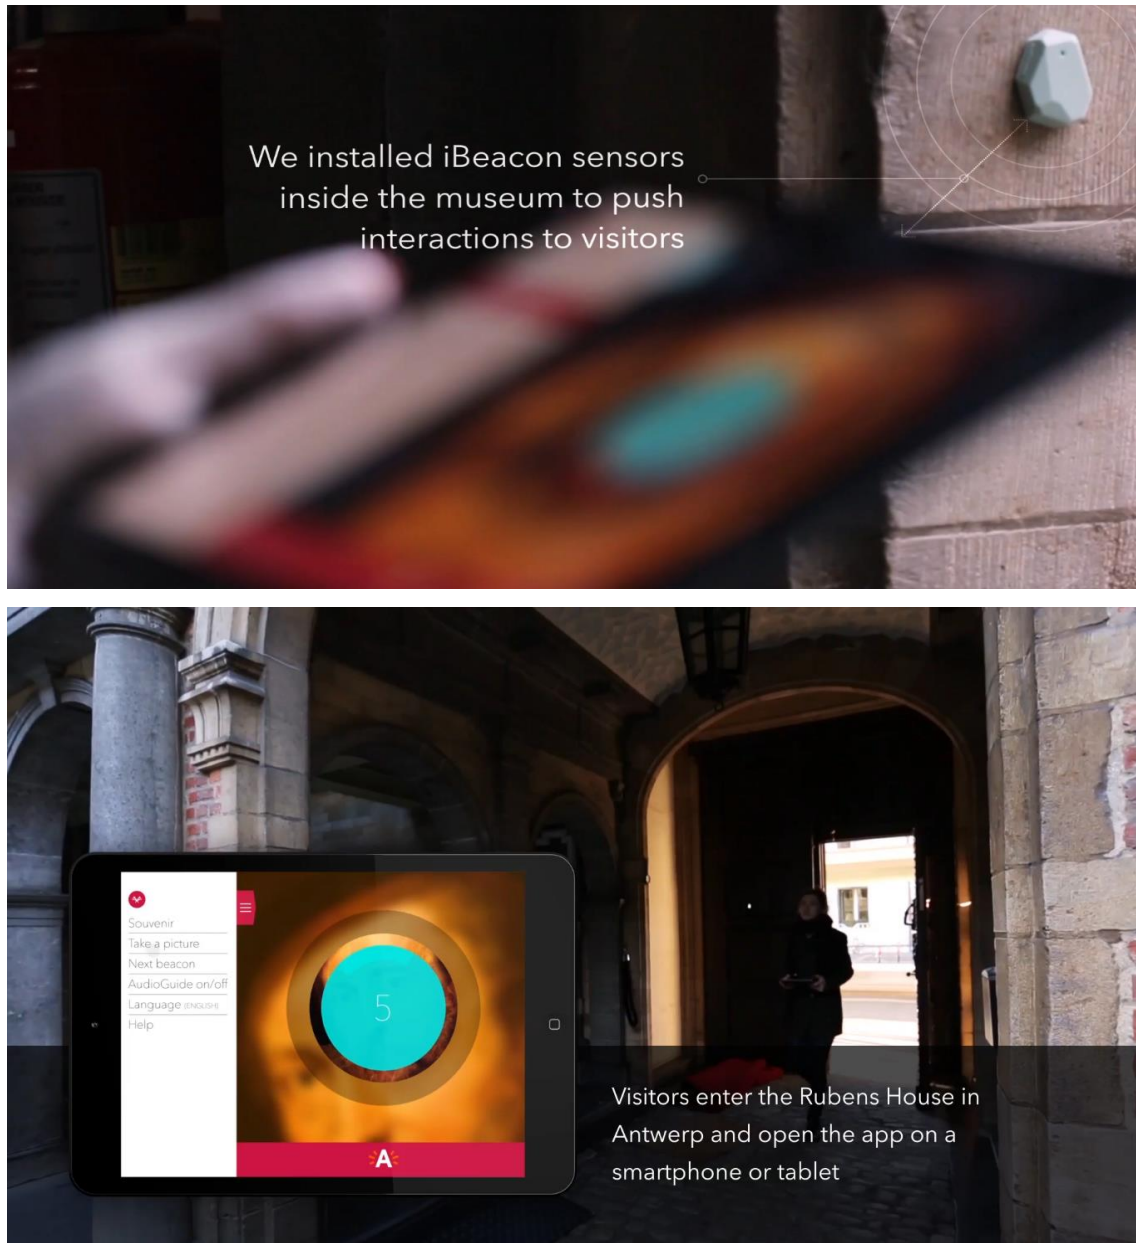 We installed iBeacon sensors
inside the museum to push
interactions to visitors
Souvenir
Take a picture
Next beacon
AudioGuide on/off
Language (ENGLISH)
Help
5
A
Visitors enter the Rubens House in
Antwerp and open the app on a
smartphone or tablet